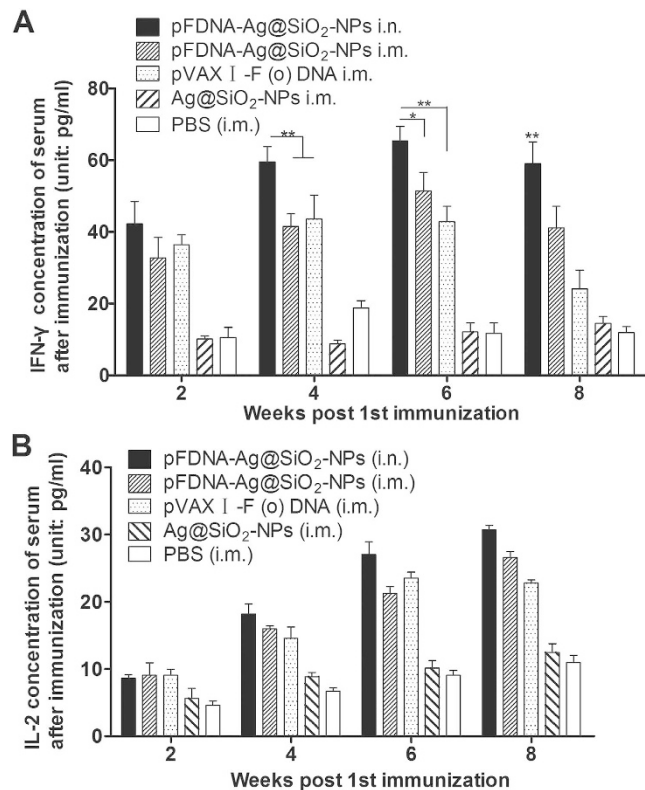 A
pFDNA-Ag@SiO₂-NPs i.n.
pFDNA-Ag@SiO₂-NPs i.m.
pVAX Ⅰ -F (o) DNA i.m.
Ag@SiO₂-NPs i.m.
PBS (i.m.)
IFN-γ concentration of serum
after immunization (unit: pg/ml)
80
60
40
20
0
**
**
*
**
2 4 6 8
Weeks post 1st immunization
B
pFDNA-Ag@SiO₂-NPs (i.n.)
pFDNA-Ag@SiO₂-NPs (i.m.)
pVAX Ⅰ -F (o) DNA (i.m.)
Ag@SiO₂-NPs (i.m.)
PBS (i.m.)
IL-2 concentration of serum
after immunization (unit: pg/ml)
40
30
20
10
0
2 4 6 8
Weeks post 1st immunization